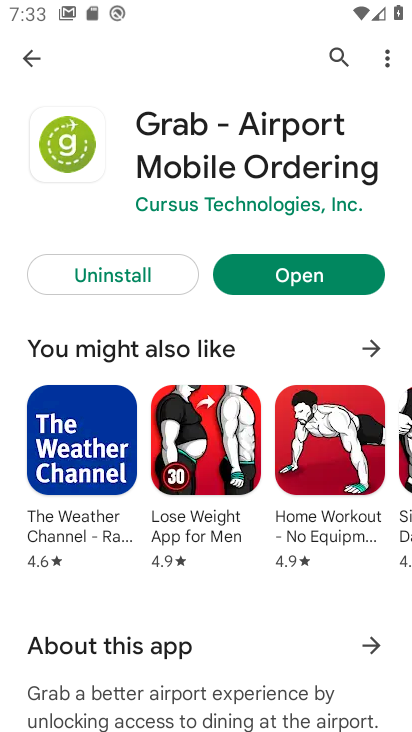 7:33
g
Grab - Airport
Mobile Ordering
Cursus Technologies, Inc.
Uninstall
Open
You might also like
The
Weather
Channel
30
The Weather
Channel - Ra...
4.6★
Lose Weight
App for Men
4.9★
Home Workout
- No Equipm...
4.9★
Si
Da
4.
About this app
Grab a better airport experience by
unlocking access to dining at the airport.